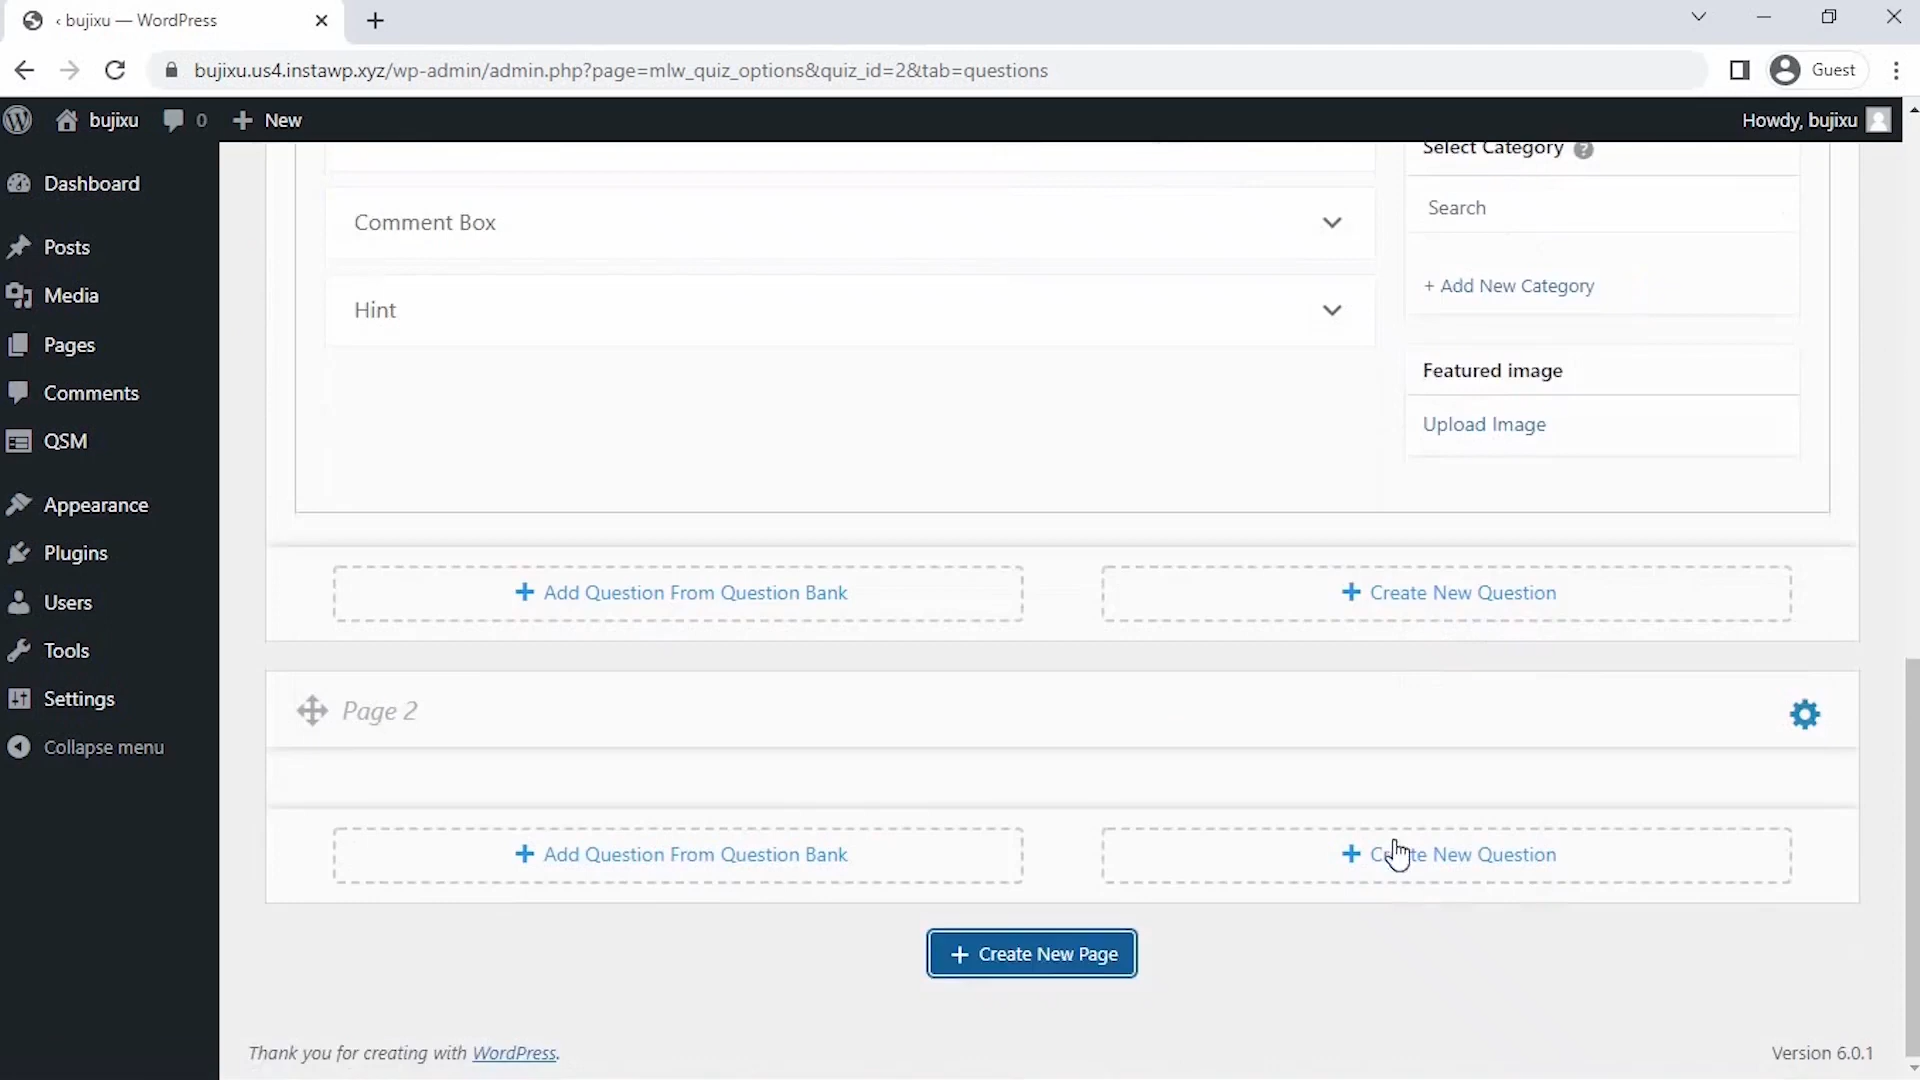 ‹ bujixu — WordPress
bujixu.us4.instawp.xyz/wp-admin/admin.php?page=mlw_quiz_options&quiz_id=2&tab=questions
Guest
bujixu
0
New
Howdy, bujixu
Dashboard
Posts
Media
Pages
Comments
QSM
Appearance
Plugins
Users
Tools
Settings
Collapse menu
Select Category
Search
Comment Box
+ Add New Category
Hint
Featured image
Upload Image
+ Add Question From Question Bank
+ Create New Question
Page 2
+ Add Question From Question Bank
+ Create New Question
+ Create New Page
Thank you for creating with WordPress.
Version 6.0.1